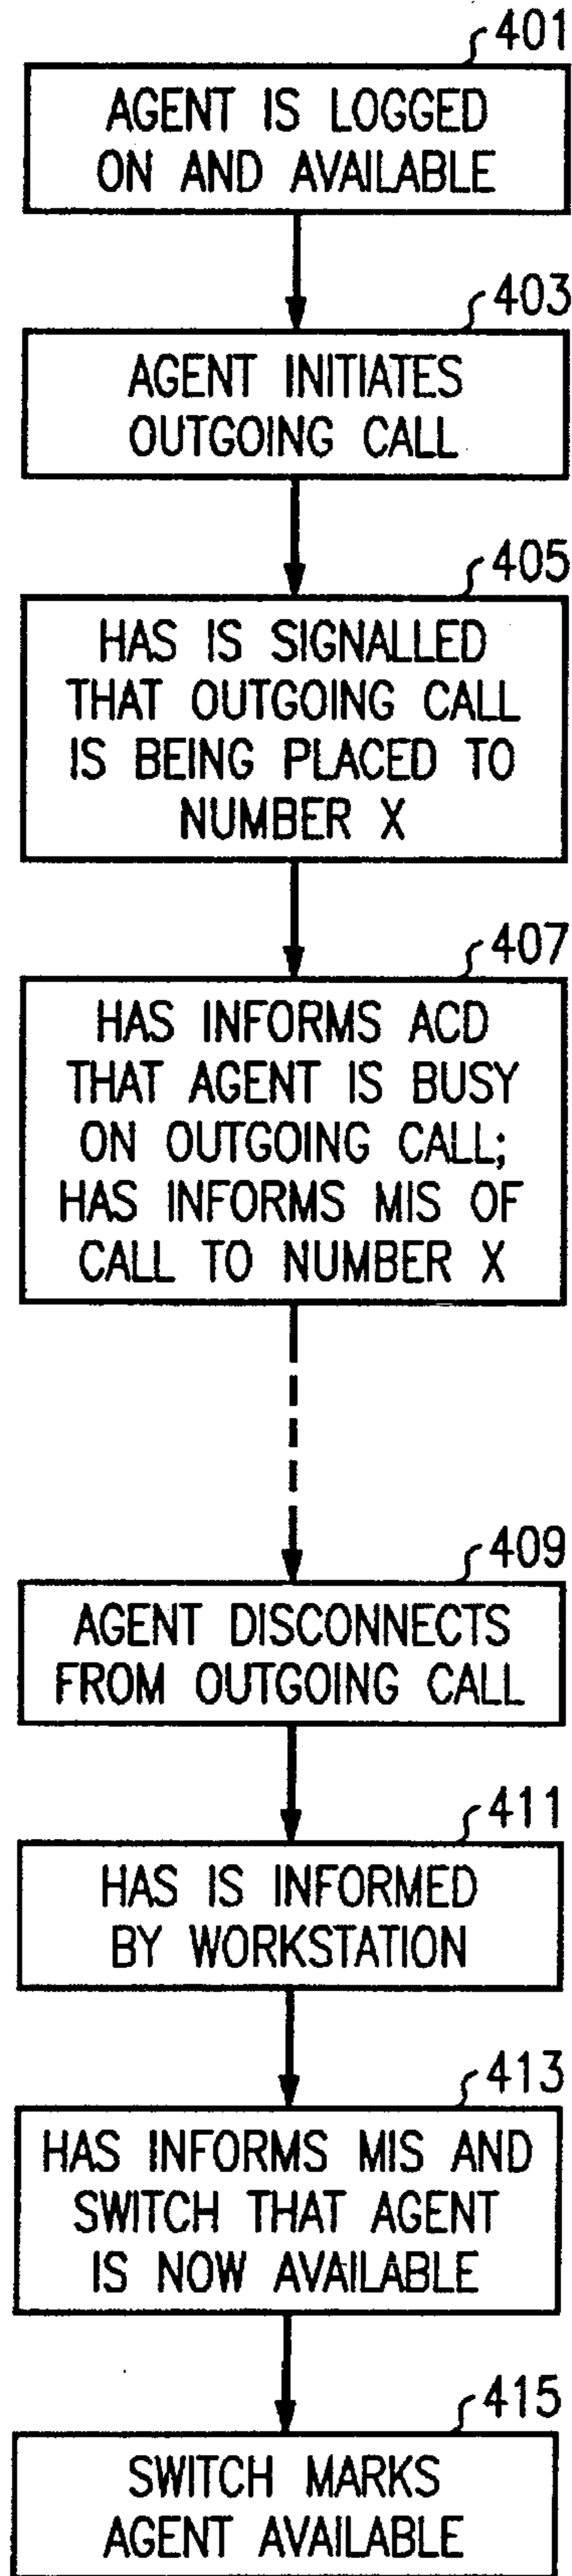 401
AGENT IS LOGGED
ON AND AVAILABLE
403
AGENT INITIATES
OUTGOING CALL
405
HAS IS SIGNALLED
THAT OUTGOING CALL
IS BEING PLACED TO
NUMBER X
407
HAS INFORMS ACD
THAT AGENT IS BUSY
ON OUTGOING CALL;
HAS INFORMS MIS OF
CALL TO NUMBER X
409
AGENT DISCONNECTS
FROM OUTGOING CALL
411
HAS IS INFORMED
BY WORKSTATION
413
HAS INFORMS MIS AND
SWITCH THAT AGENT
IS NOW AVAILABLE
415
SWITCH MARKS
AGENT AVAILABLE